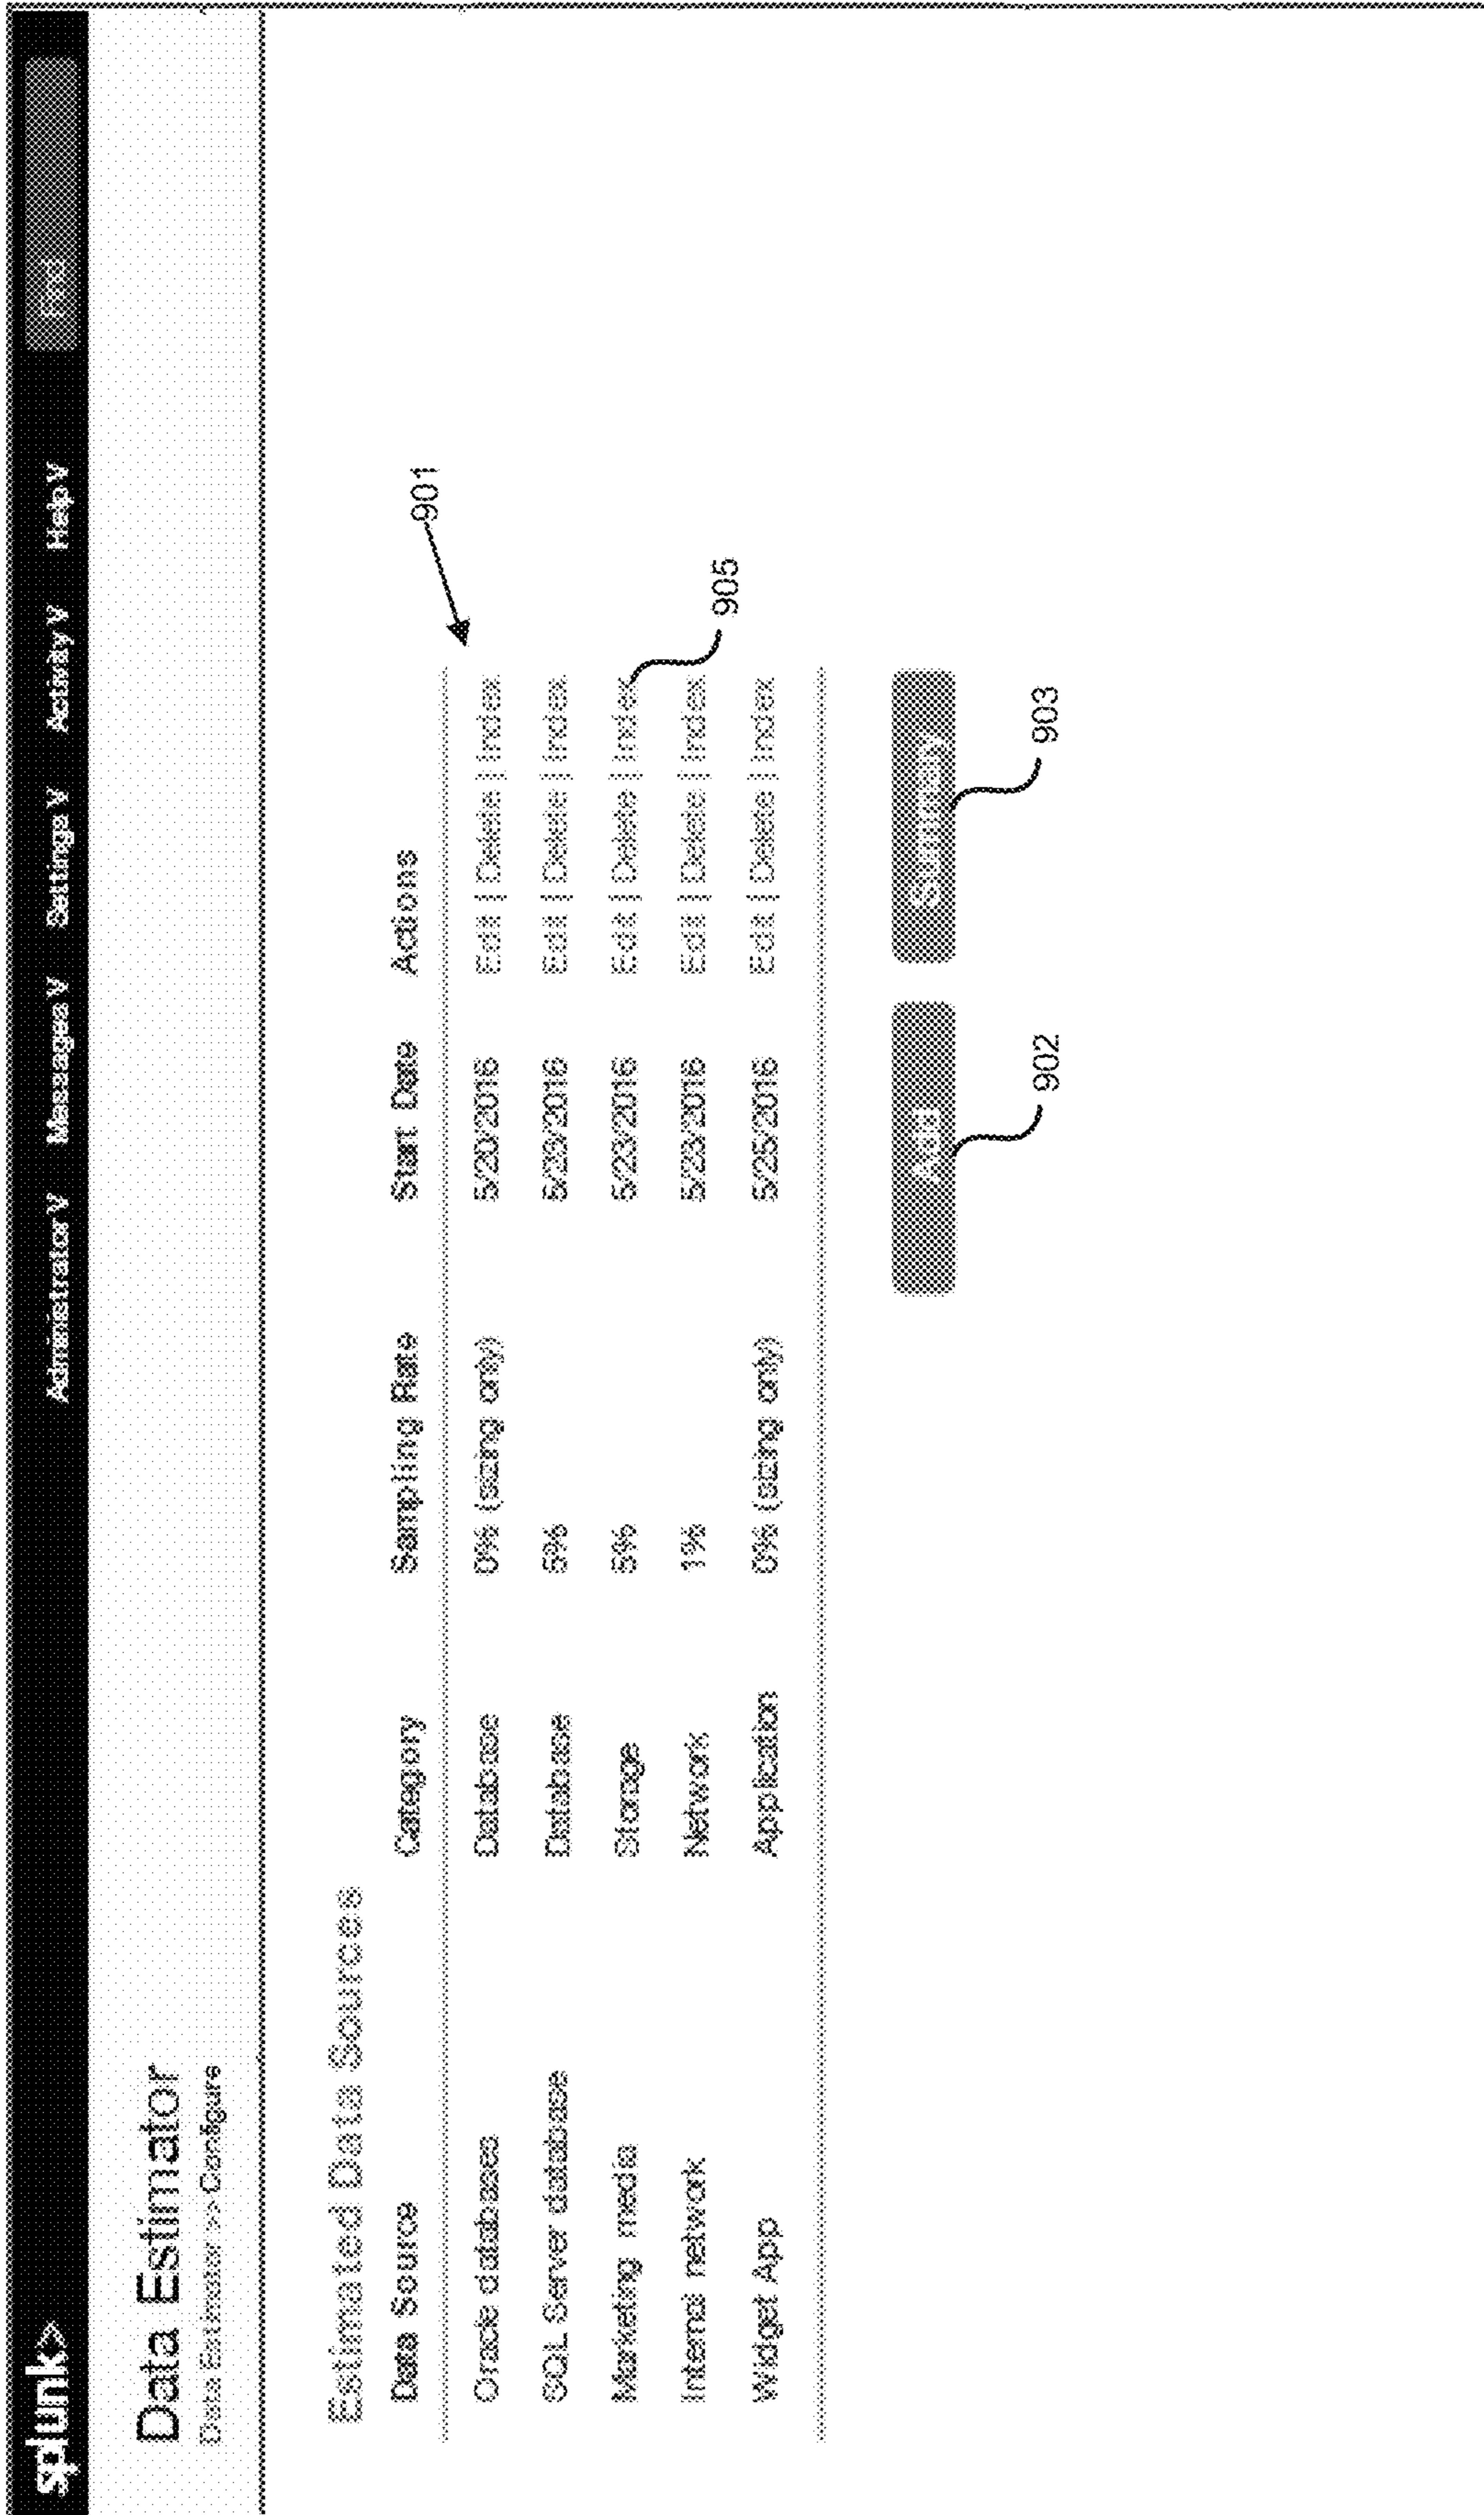 splunk> Administrator V Messages V Settings V Activity V Help V Find
Data Estimator
Data Estimator >> Configure
Estimated Data Sources
Data Source Category Sampling Rate Start Date Actions
Oracle databases Database 0% (sizing only) 5/20/2016 Edit | Delete | Index
SQL Server database Database 5% 5/23/2016 Edit | Delete | Index
Marketing media Storage 5% 5/23/2016 Edit | Delete | Index
Internal network Network 1% 5/23/2016 Edit | Delete | Index
Widget App Application 0% (sizing only) 5/25/2016 Edit | Delete | Index
Add Summary
901
905
902
903